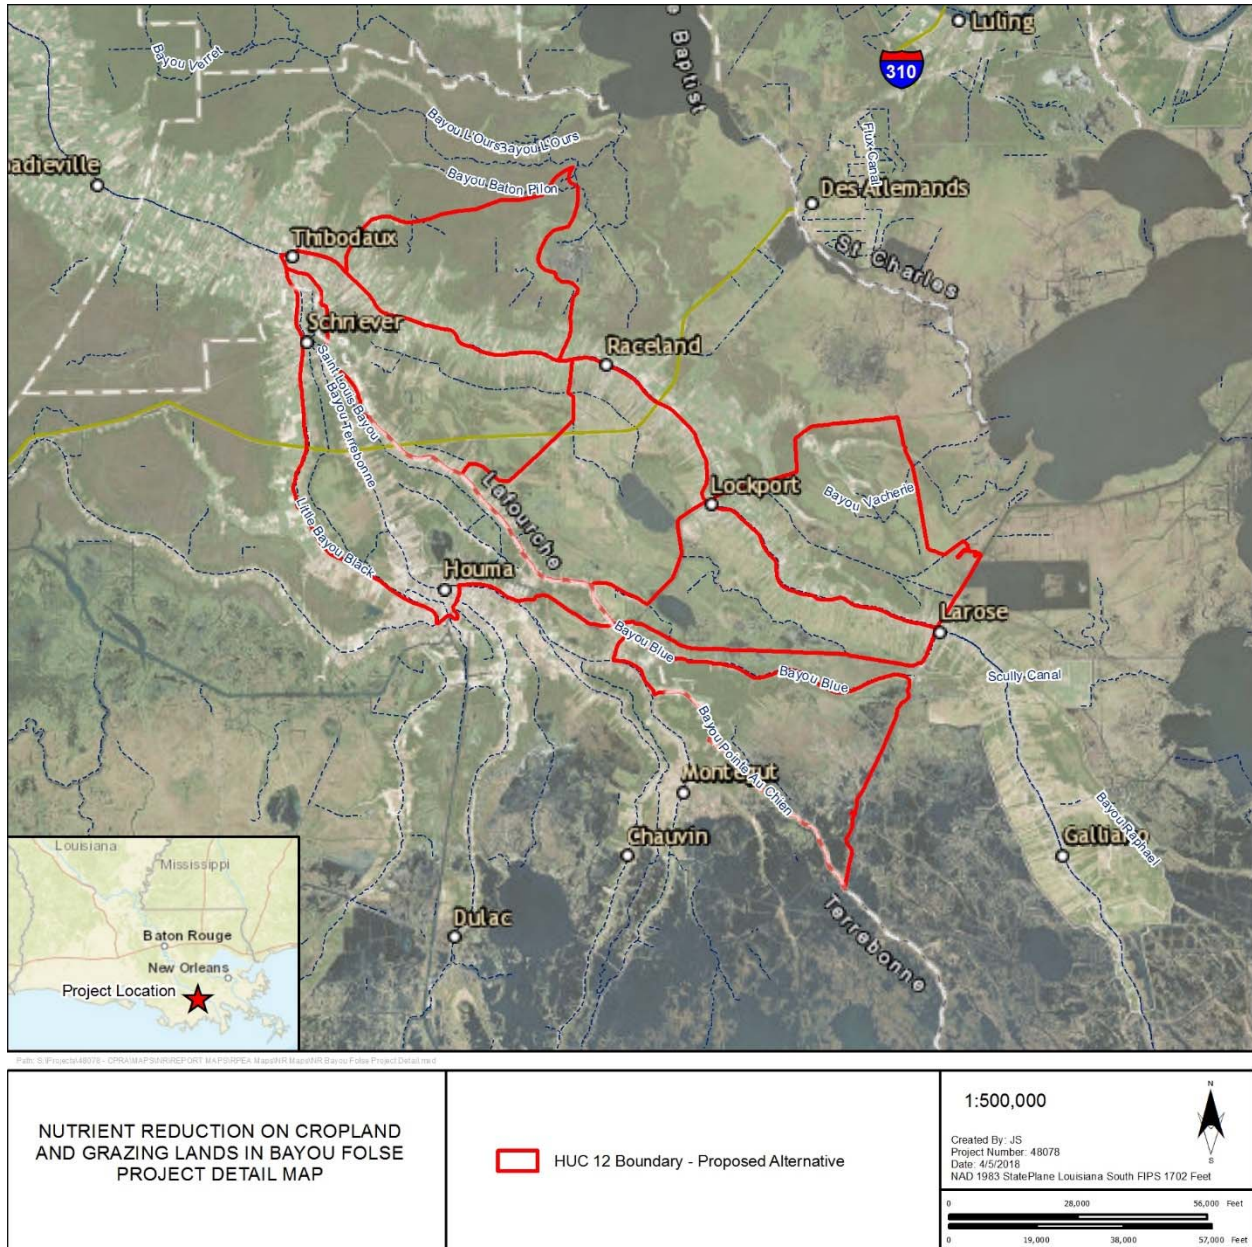 Luling
Baptist
310
Bayou Verret
Bayou L'Ours
Bayou L'Ours
Flux Canal
adieville
Bayou Baton Pilon
Des Allemands
Thibodaux
St. Charles
Schriever
Raceland
Saint Louis Bayou
Bayou Terrebonne
Lafourche
Lockport
Bayou Vacherie
Little Bayou Black
Houma
Larose
Bayou Blue
Bayou Blue
Scully Canal
Bayou Pointe Au Chien
Montegut
Chauvin
Bayou Raphael
Galliano
Terrebonne
Dulac
Louisiana
Mississippi
Baton Rouge
New Orleans
Project Location
NUTRIENT REDUCTION ON CROPLAND
AND GRAZING LANDS IN BAYOU FOLSE
PROJECT DETAIL MAP
HUC 12 Boundary - Proposed Alternative
1:500,000
N
S
Created By: JS
Project Number: 48078
Date: 4/5/2018
NAD 1983 StatePlane Louisiana South FIPS 1702 Feet
0 28,000 56,000 Feet
0 19,000 38,000 57,000 Feet